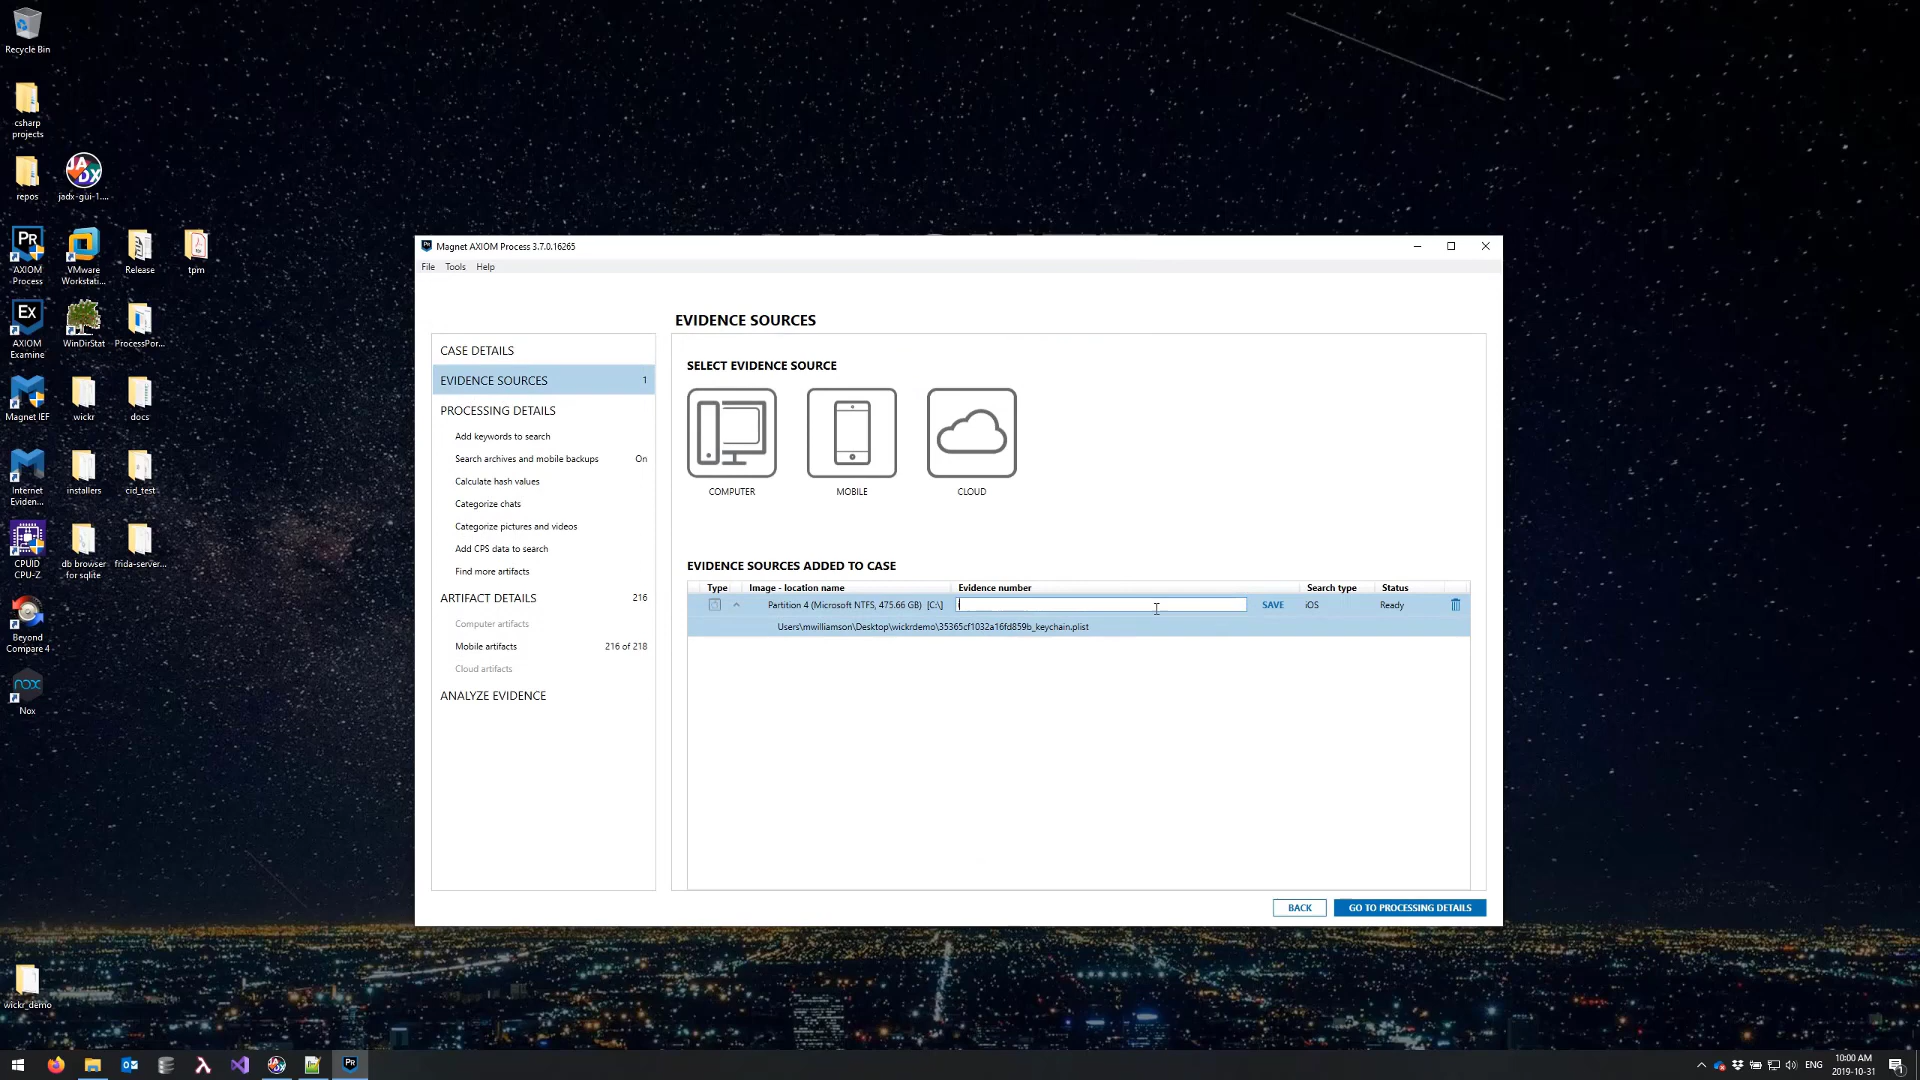 Recycle Bin
csharp
projects
repos
jadx-gui-1....
AXIOM
Process
VMware
Workstati...
Release
tpm
AXIOM
Examine
WinDirStat
ProcessPor...
Magnet IEF
wickr
docs
Internet
Eviden...
installers
cid_test
CPUID
CPU-Z
db browser
for sqlite
frida-server...
Beyond
Compare 4
Nox
wickr_demo
Magnet AXIOM Process 3.7.0.16265
File Tools Help
EVIDENCE SOURCES
CASE DETAILS
EVIDENCE SOURCES 1
PROCESSING DETAILS
Add keywords to search
Search archives and mobile backups On
Calculate hash values
Categorize chats
Categorize pictures and videos
Add CPS data to search
Find more artifacts
ARTIFACT DETAILS 216
Computer artifacts
Mobile artifacts 216 of 218
Cloud artifacts
ANALYZE EVIDENCE
SELECT EVIDENCE SOURCE
COMPUTER MOBILE CLOUD
EVIDENCE SOURCES ADDED TO CASE
Type Image - location name Evidence number Search type Status
Partition 4 (Microsoft NTFS, 475.66 GB) [C:\] SAVE iOS Ready
Users\mwilliamson\Desktop\wickrdemo\35365cf1032a16fd859b_keychain.plist
BACK GO TO PROCESSING DETAILS
ENG
10:00 AM
2019-10-31